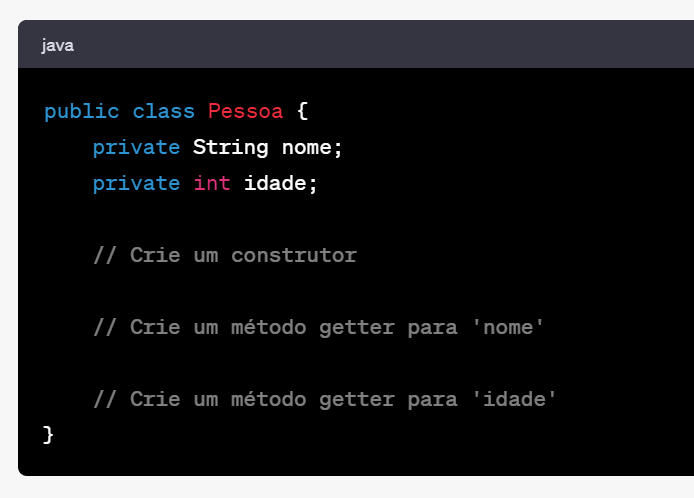 java
public class Pessoa {
    private String nome;
    private int idade;
    // Crie um construtor
    // Crie um método getter para 'nome'
    // Crie um método getter para 'idade'
}